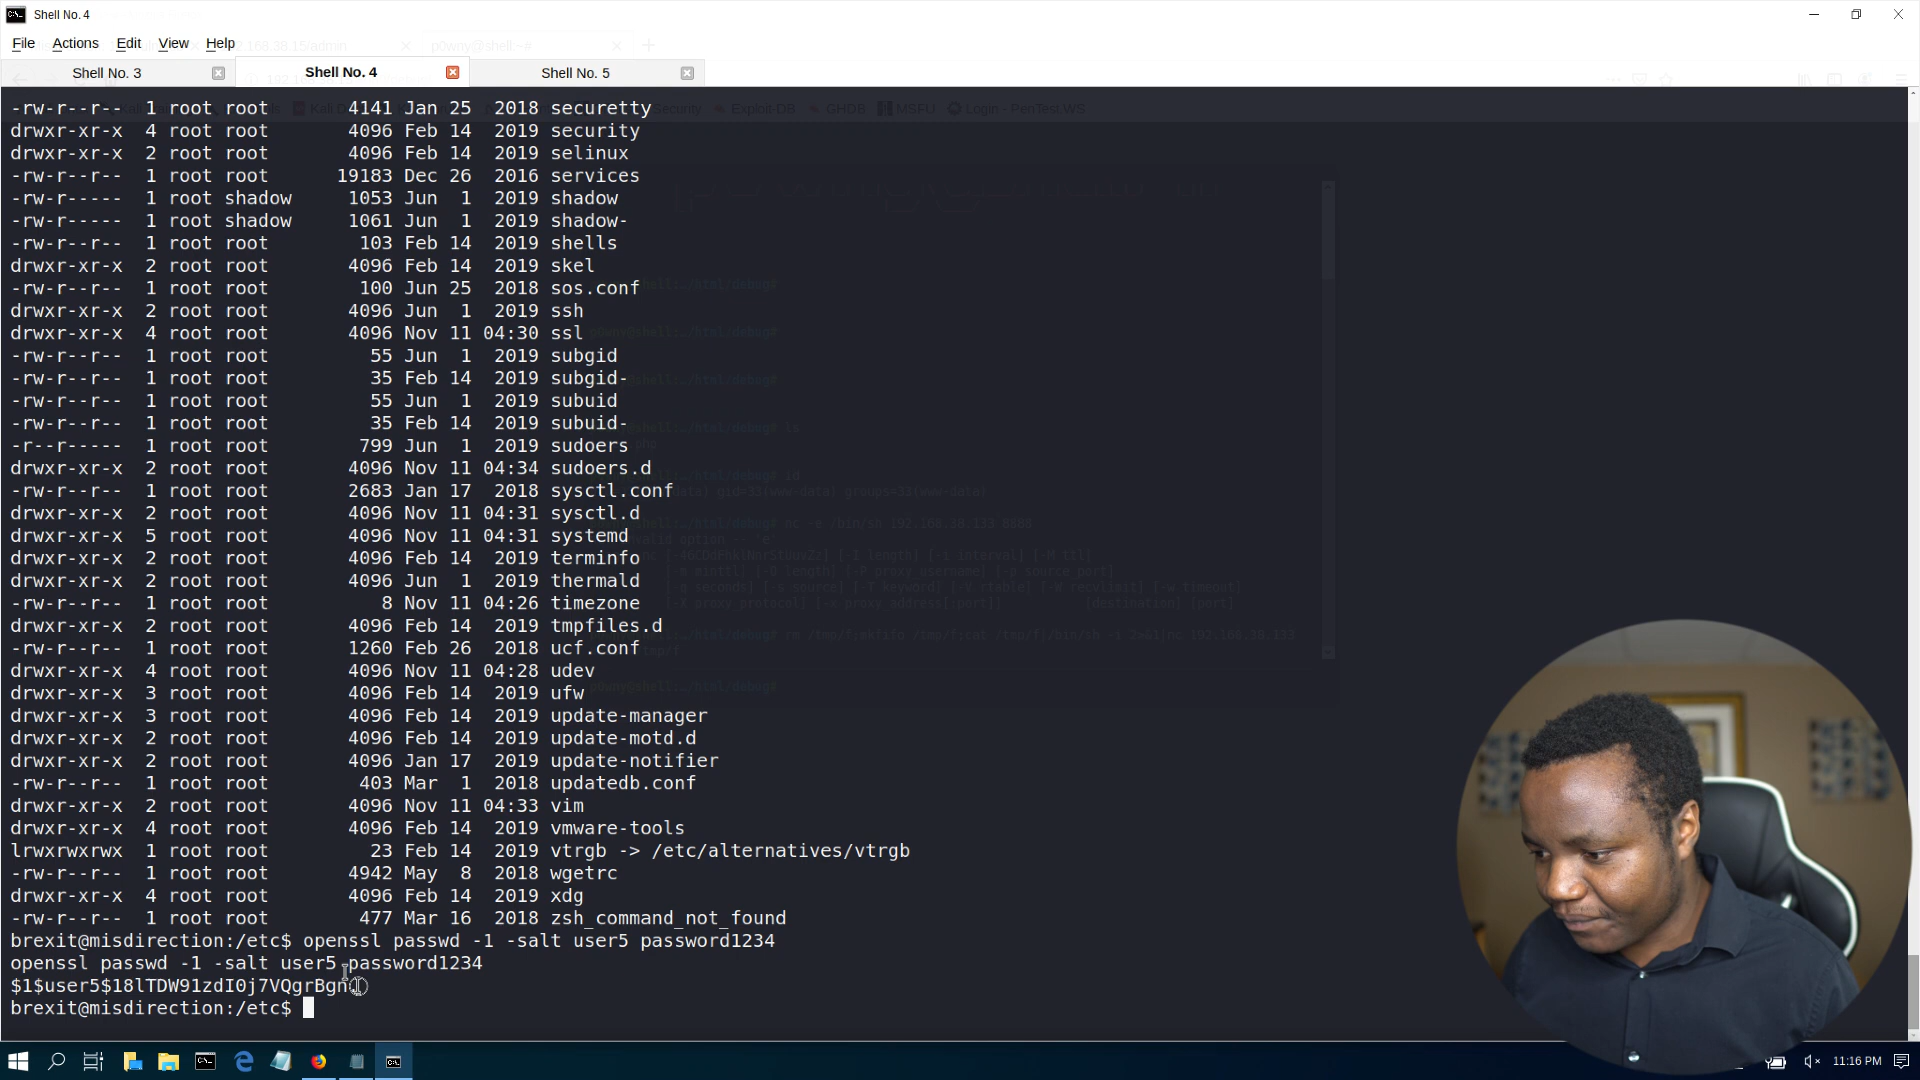 Shell No. 4
File Actions Edit View Help
Shell No. 3
Shell No. 4
Shell No. 5
-rw-r--r-- 1 root root 4141 Jan 25 2018 securetty
drwxr-xr-x 4 root root 4096 Feb 14 2019 security
drwxr-xr-x 2 root root 4096 Feb 14 2019 selinux
-rw-r--r-- 1 root root 19183 Dec 26 2016 services
-rw-r----- 1 root shadow 1053 Jun 1 2019 shadow
-rw-r----- 1 root shadow 1061 Jun 1 2019 shadow-
-rw-r--r-- 1 root root 103 Feb 14 2019 shells
drwxr-xr-x 2 root root 4096 Feb 14 2019 skel
-rw-r--r-- 1 root root 100 Jun 25 2018 sos.conf
drwxr-xr-x 2 root root 4096 Jun 1 2019 ssh
drwxr-xr-x 4 root root 4096 Nov 11 04:30 ssl
-rw-r--r-- 1 root root 55 Jun 1 2019 subgid
-rw-r--r-- 1 root root 35 Feb 14 2019 subgid-
-rw-r--r-- 1 root root 55 Jun 1 2019 subuid
-rw-r--r-- 1 root root 35 Feb 14 2019 subuid-
-r--r----- 1 root root 799 Jun 1 2019 sudoers
drwxr-xr-x 2 root root 4096 Nov 11 04:34 sudoers.d
-rw-r--r-- 1 root root 2683 Jan 17 2018 sysctl.conf
drwxr-xr-x 2 root root 4096 Nov 11 04:31 sysctl.d
drwxr-xr-x 5 root root 4096 Nov 11 04:31 systemd
drwxr-xr-x 2 root root 4096 Feb 14 2019 terminfo
drwxr-xr-x 2 root root 4096 Jun 1 2019 thermald
-rw-r--r-- 1 root root 8 Nov 11 04:26 timezone
drwxr-xr-x 2 root root 4096 Feb 14 2019 tmpfiles.d
-rw-r--r-- 1 root root 1260 Feb 26 2018 ucf.conf
drwxr-xr-x 4 root root 4096 Nov 11 04:28 udev
drwxr-xr-x 3 root root 4096 Feb 14 2019 ufw
drwxr-xr-x 3 root root 4096 Feb 14 2019 update-manager
drwxr-xr-x 2 root root 4096 Feb 14 2019 update-motd.d
drwxr-xr-x 2 root root 4096 Jan 17 2019 update-notifier
-rw-r--r-- 1 root root 403 Mar 1 2018 updatedb.conf
drwxr-xr-x 2 root root 4096 Nov 11 04:33 vim
drwxr-xr-x 4 root root 4096 Feb 14 2019 vmware-tools
lrwxrwxrwx 1 root root 23 Feb 14 2019 vtrgb -> /etc/alternatives/vtrgb
-rw-r--r-- 1 root root 4942 May 8 2018 wgetrc
drwxr-xr-x 4 root root 4096 Feb 14 2019 xdg
-rw-r--r-- 1 root root 477 Mar 16 2018 zsh_command_not_found
brexit@misdirection:/etc$ openssl passwd -1 -salt user5 password1234
openssl passwd -1 -salt user5 password1234
brexit@misdirection:/etc$
11:16 PM